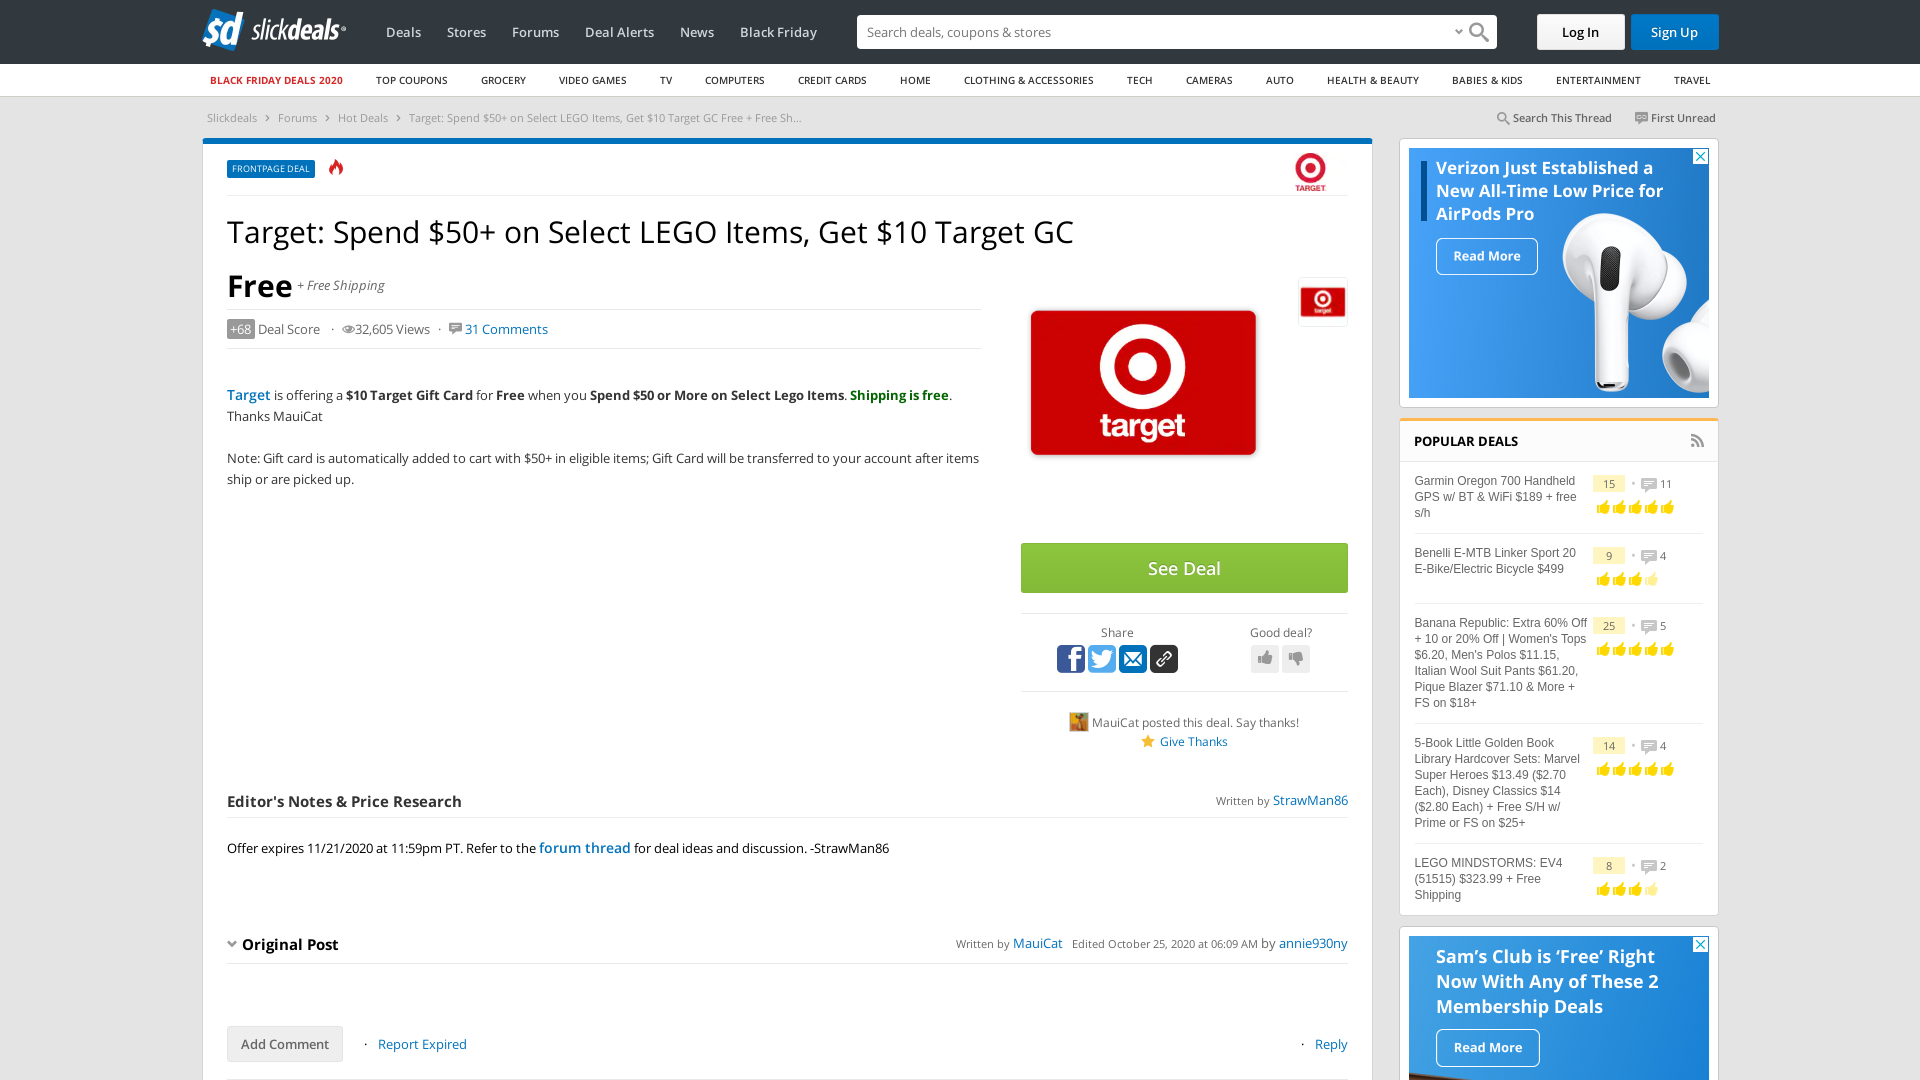 sd slickdeals
Deals Stores Forums Deal Alerts News Black Friday
Search deals, coupons & stores
Log In Sign Up
BLACK FRIDAY DEALS 2020 TOP COUPONS GROCERY VIDEO GAMES TV COMPUTERS CREDIT CARDS HOME CLOTHING & ACCESSORIES TECH CAMERAS AUTO HEALTH & BEAUTY BABIES & KIDS ENTERTAINMENT TRAVEL
Slickdeals > Forums > Hot Deals > Target: Spend $50+ on Select LEGO Items, Get $10 Target GC Free + Free Sh...
Search This Thread First Unread
FRONTPAGE DEAL
TARGET
Target: Spend $50+ on Select LEGO Items, Get $10 Target GC
Free + Free Shipping
+68 Deal Score · 32,605 Views · 31 Comments
Target is offering a $10 Target Gift Card for Free when you Spend $50 or More on Select Lego Items. Shipping is free.
Thanks MauiCat
Note: Gift card is automatically added to cart with $50+ in eligible items; Gift Card will be transferred to your account after items
ship or are picked up.
target
target
See Deal
Share Good deal?
MauiCat posted this deal. Say thanks!
Give Thanks
Editor's Notes & Price Research
Written by StrawMan86
Offer expires 11/21/2020 at 11:59pm PT. Refer to the forum thread for deal ideas and discussion. -StrawMan86
Original Post
Written by MauiCat Edited October 25, 2020 at 06:09 AM by annie930ny
Add Comment · Report Expired · Reply
Verizon Just Established a
New All-Time Low Price for
AirPods Pro
Read More
POPULAR DEALS
Garmin Oregon 700 Handheld
GPS w/ BT & WiFi $189 + free
s/h
15 • 11
Benelli E-MTB Linker Sport 20
E-Bike/Electric Bicycle $499
9 • 4
Banana Republic: Extra 60% Off
+ 10 or 20% Off | Women's Tops
$6.20, Men's Polos $11.15,
Italian Wool Suit Pants $61.20,
Pique Blazer $71.10 & More +
FS on $18+
25 • 5
5-Book Little Golden Book
Library Hardcover Sets: Marvel
Super Heroes $13.49 ($2.70
Each), Disney Classics $14
($2.80 Each) + Free S/H w/
Prime or FS on $25+
14 • 4
LEGO MINDSTORMS: EV4
(51515) $323.99 + Free
Shipping
8 • 2
Sam's Club is 'Free' Right
Now With Any of These 2
Membership Deals
Read More